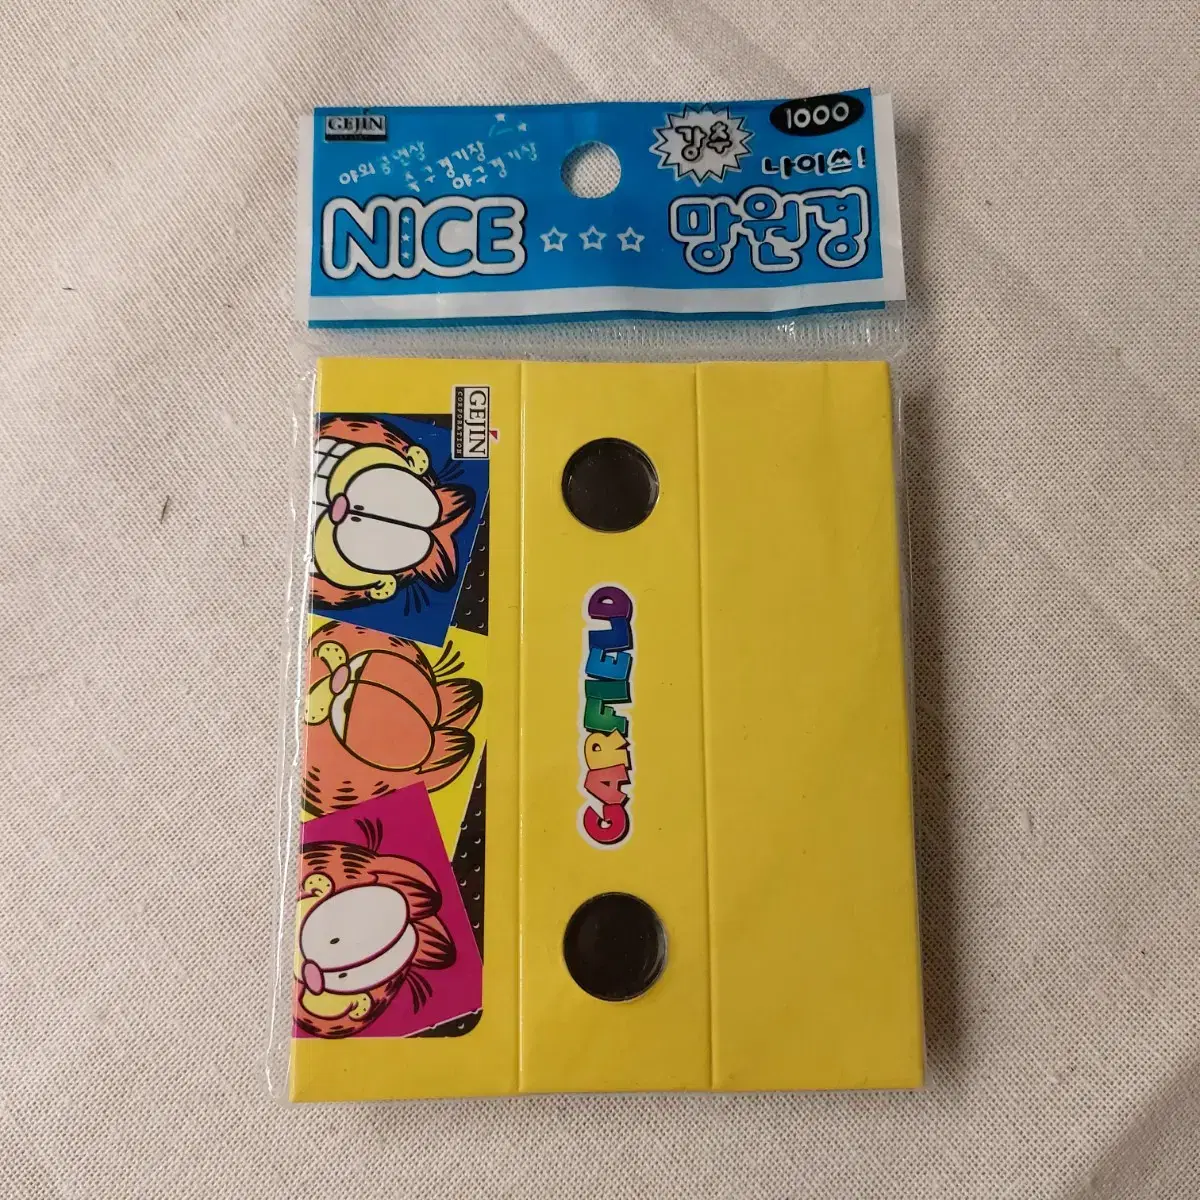 GEJIN
야외공연장
축구경기장
야구경기장
강추
1000
나이쓰!
NICE
망원경
GEJIN
CORPORATION
GARFIELD